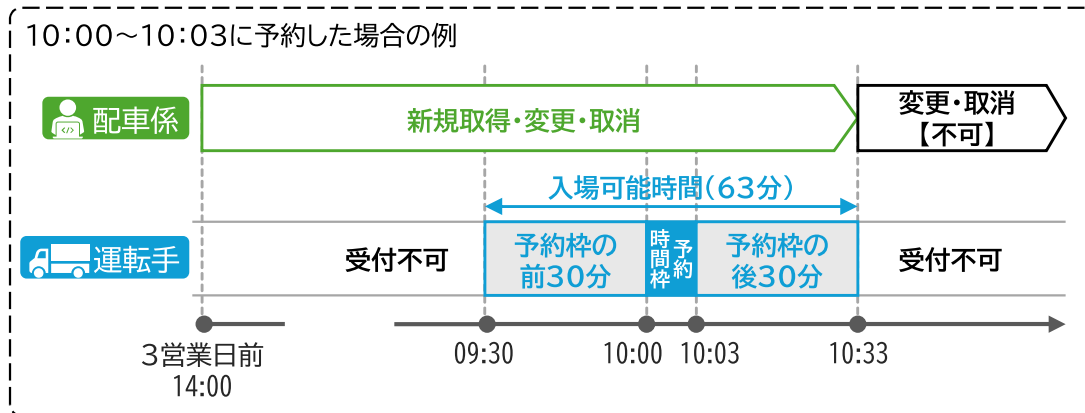 10：00～10：03に予約した場合の例
配車係
新規取得・変更・取消
変更・取消
【不可】
入場可能時間（63分）
運転手
受付不可
予約枠の
前30分
予約
時間枠
予約枠の
後30分
受付不可
3営業日前
14:00
09:30
10:00
10:03
10:33